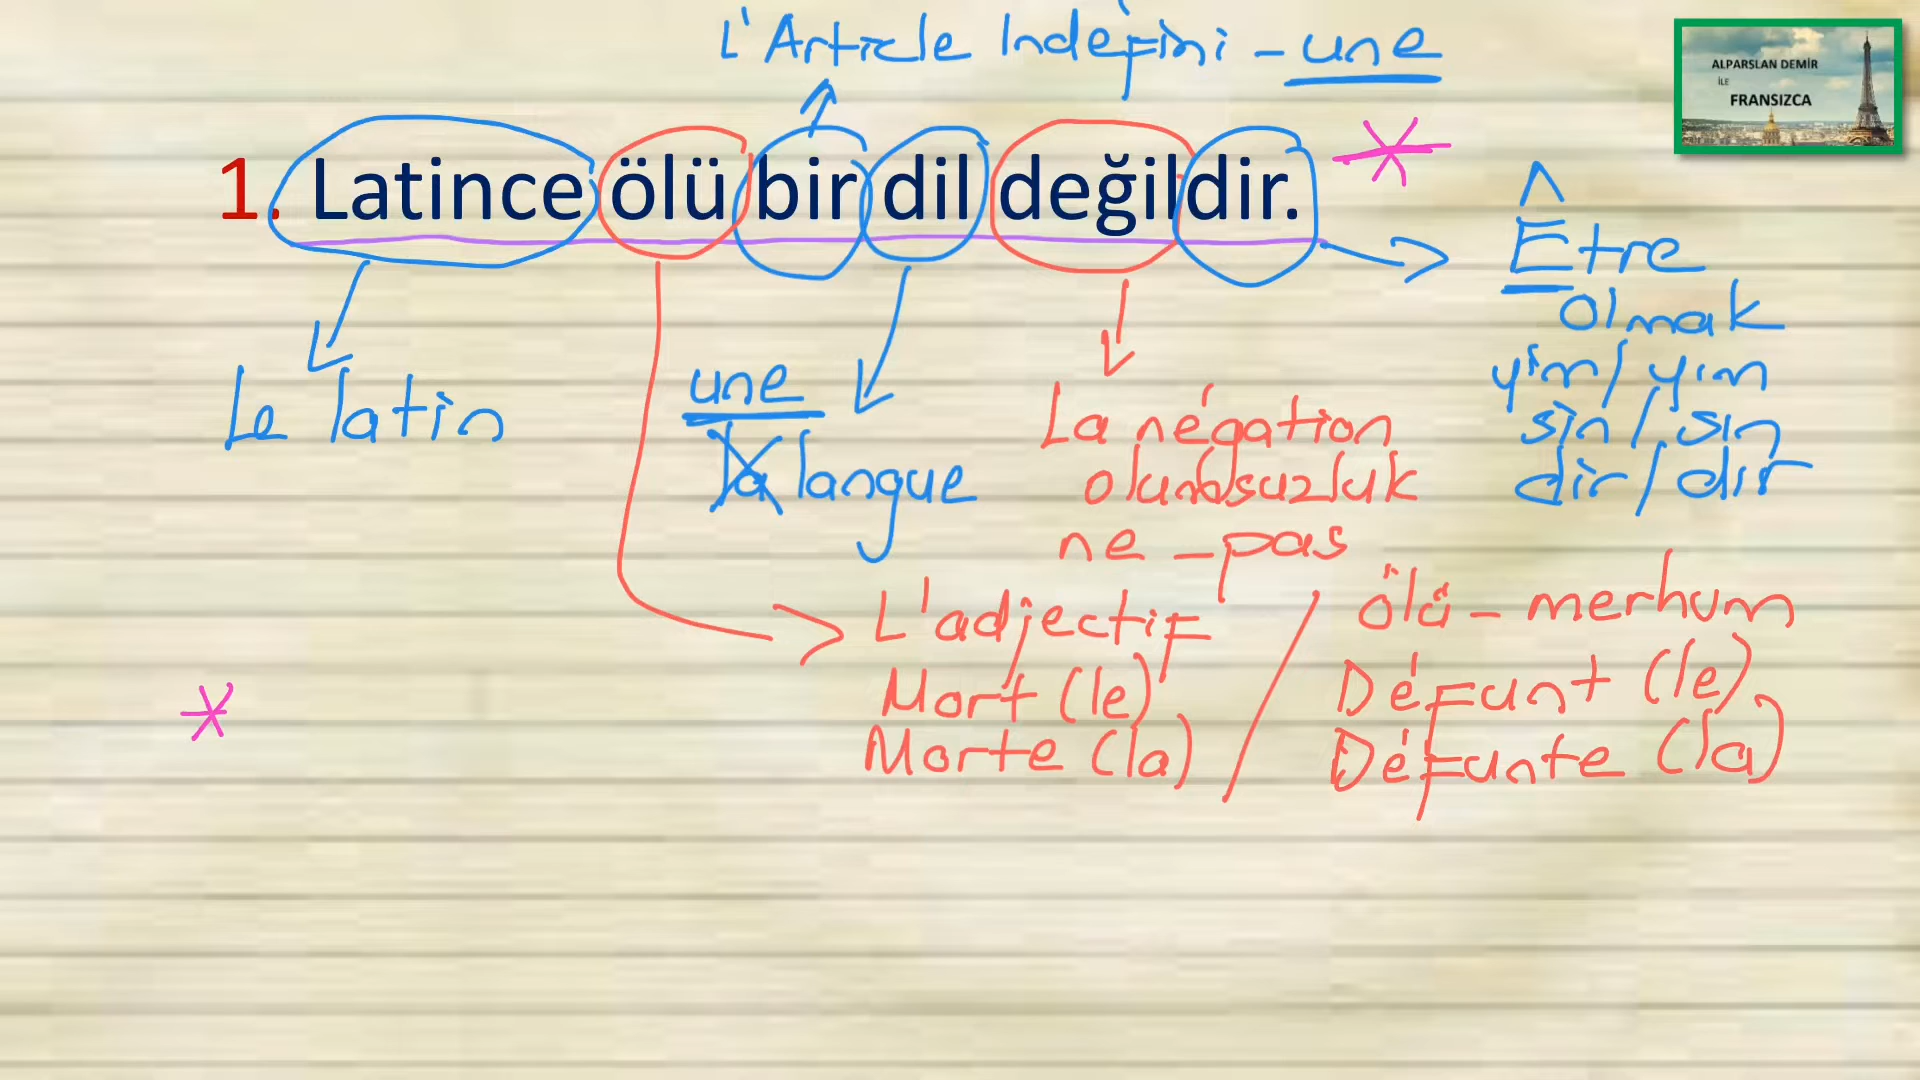 L'Article Indéfini - une
ALPARSLAN DEMİR
İLE
FRANSIZCA
1. Latince ölü bir dil değildir.
Être
olmak
yim / yım
sin / sın
dir / dır
Le latin
une
la langue
La négation
olumsuzluk
ne - pas
L'adjectif
Mort (le)
Morte (la)
ölü - merhum
Défunt (le)
Défunte (la)